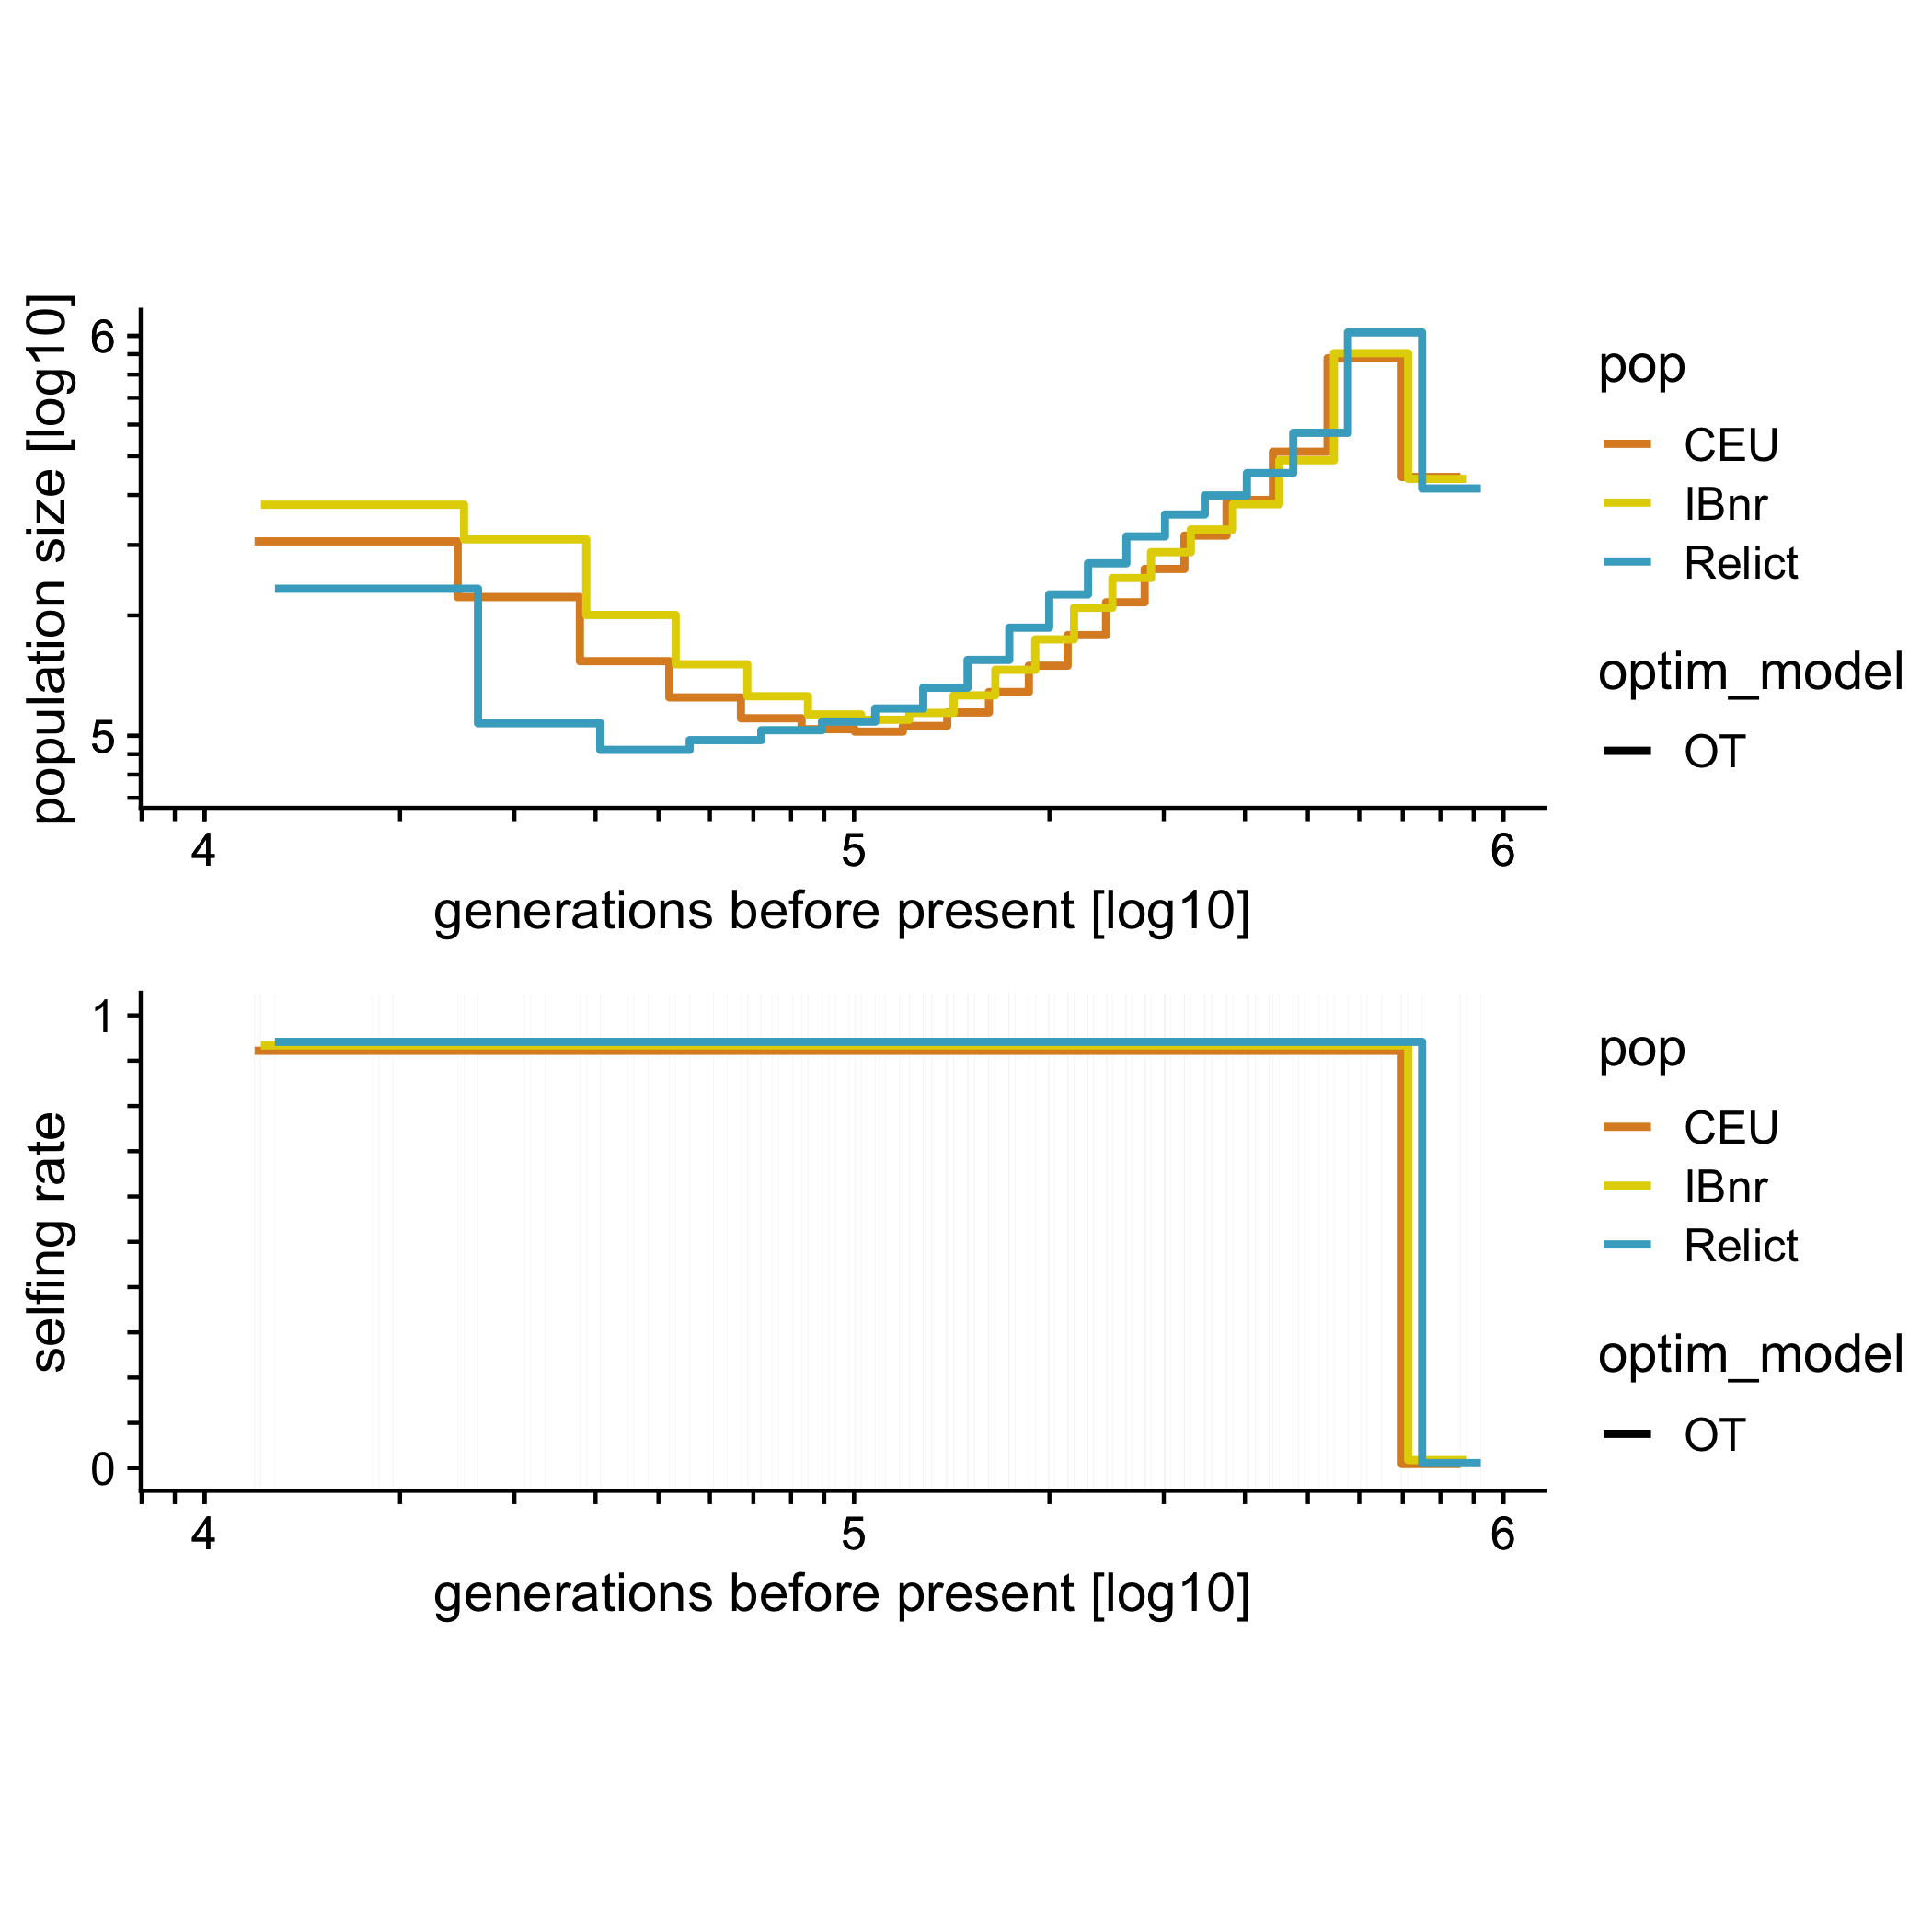 population size [log10]
6
5
4
5
6
generations before present [log10]
pop
CEU
IBnr
Relict
optim_model
OT
selfing rate
1
0
4
5
6
generations before present [log10]
pop
CEU
IBnr
Relict
optim_model
OT